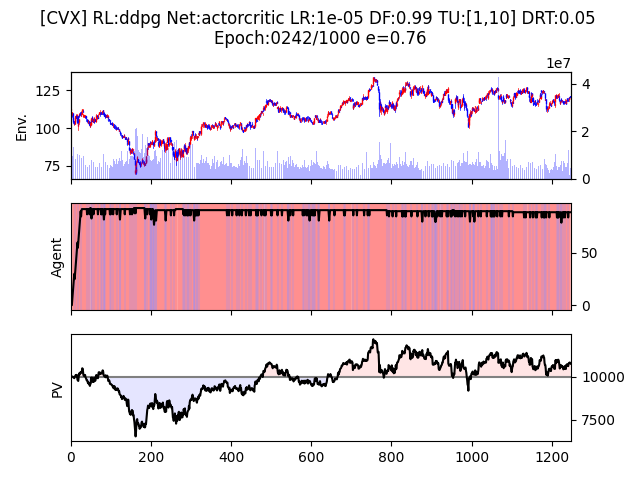 [CVX] RL:ddpg Net:actorcritic LR:1e-05 DF:0.99 TU:[1,10] DRT:0.05
Epoch:0242/1000 e=0.76
1e7
125
100
75
Env.
4
2
0
Agent
50
0
PV
10000
7500
0 200 400 600 800 1000 1200